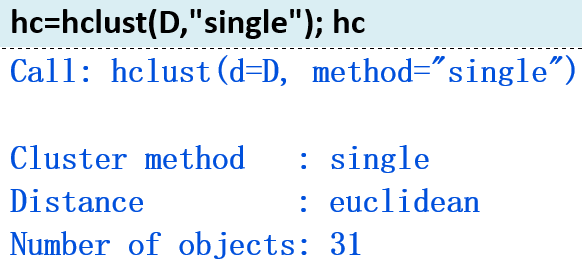 hc=hclust(D,"single"); hc
Call: hclust(d=D, method="single")
Cluster method   : single
Distance         : euclidean
Number of objects: 31